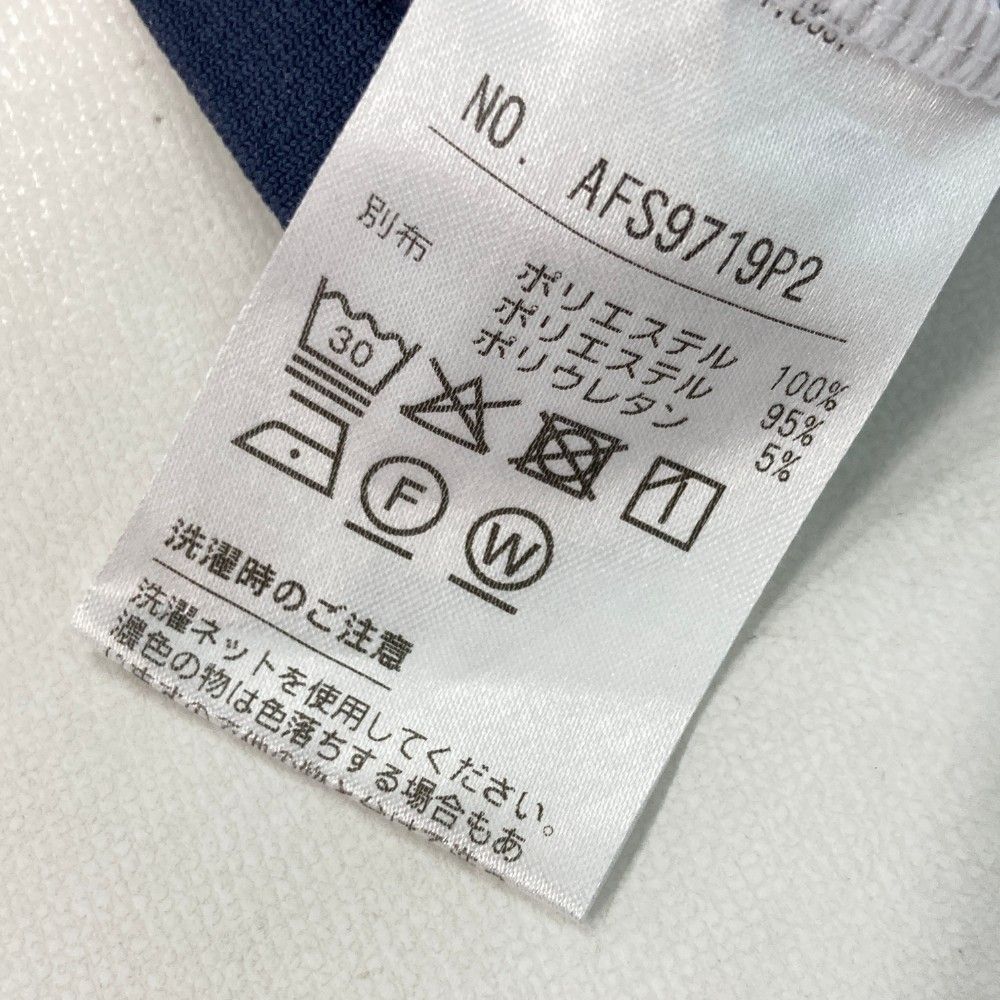 NO. AFS9719P2
ポリエステル 100%
別布 ポリエステル 95%
ポリウレタン 5%
30
F
W
洗濯時のご注意
洗濯ネットを使用してください。
濃色の物は色落ちする場合もあ